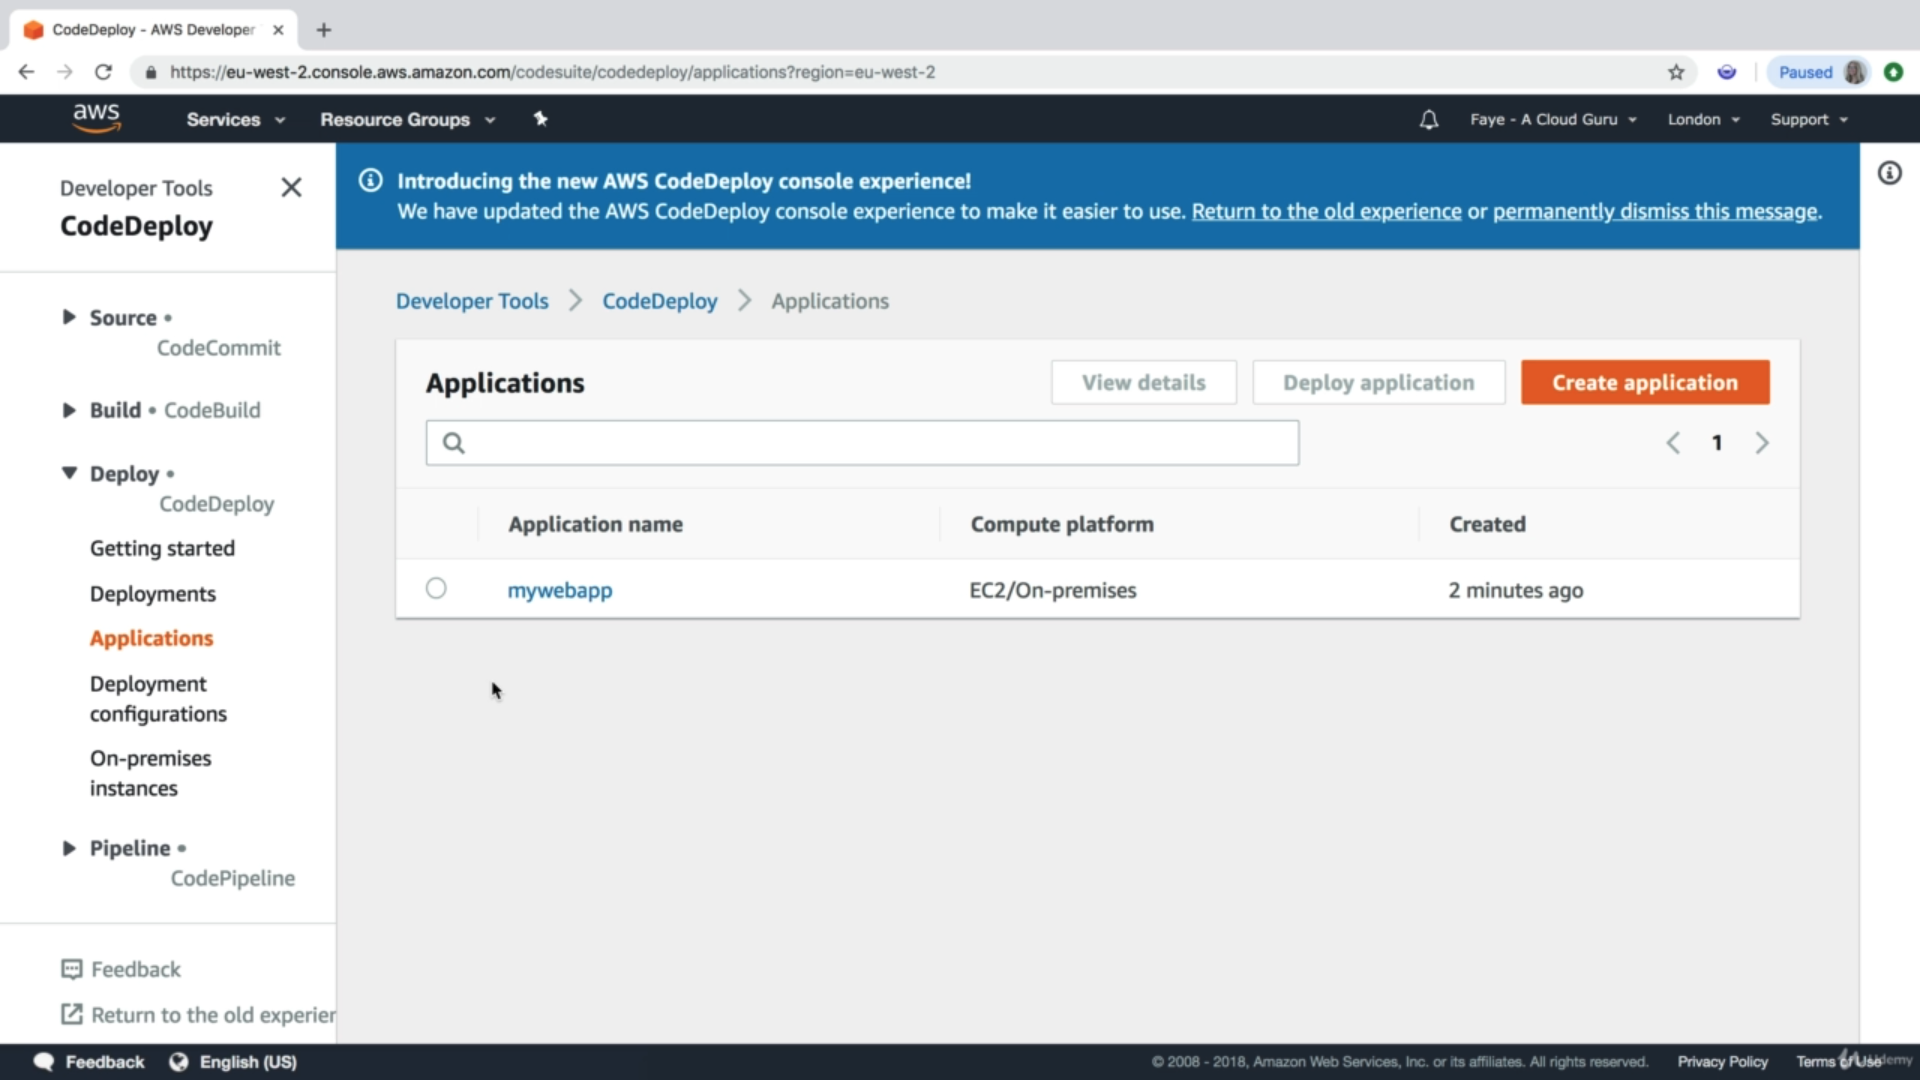 CodeDeploy - AWS Developer
https://eu-west-2.console.aws.amazon.com/codesuite/codedeploy/applications?region=eu-west-2
Paused
aws
Services
Resource Groups
Faye - A Cloud Guru
London
Support
Developer Tools
CodeDeploy
Source • CodeCommit
Build • CodeBuild
Deploy • CodeDeploy
Getting started
Deployments
Applications
Deployment
configurations
On-premises
instances
Pipeline • CodePipeline
Feedback
Return to the old experien
Introducing the new AWS CodeDeploy console experience!
We have updated the AWS CodeDeploy console experience to make it easier to use. Return to the old experience or permanently dismiss this message.
Developer Tools > CodeDeploy > Applications
Applications
View details
Deploy application
Create application
1
Application name
Compute platform
Created
mywebapp
EC2/On-premises
2 minutes ago
Feedback
English (US)
© 2008 - 2018, Amazon Web Services, Inc. or its affiliates. All rights reserved.
Privacy Policy
Terms of Use